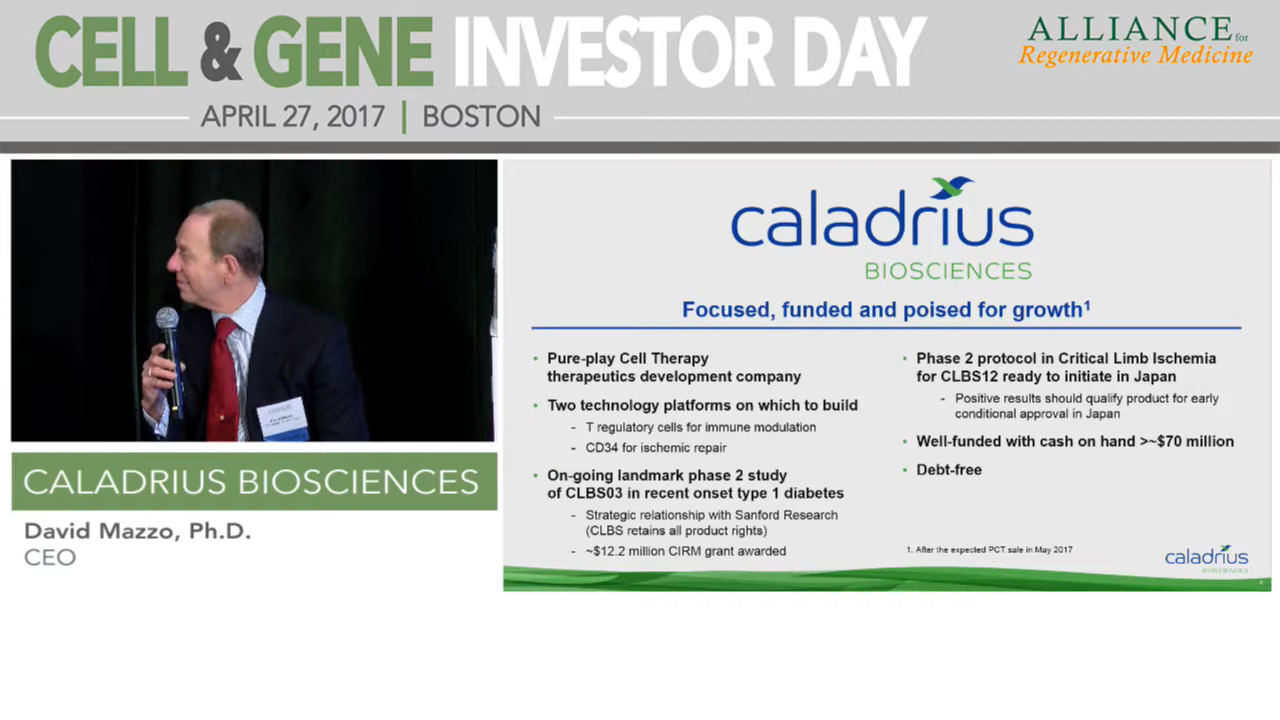 CELL & GENE INVESTOR DAY
APRIL 27, 2017 | BOSTON
ALLIANCE for
Regenerative Medicine
CALADRIUS BIOSCIENCES
David Mazzo, Ph.D.
CEO
caladrius
BIOSCIENCES
Focused, funded and poised for growth¹
• Pure-play Cell Therapy
therapeutics development company
• Two technology platforms on which to build
- T regulatory cells for immune modulation
- CD34 for ischemic repair
• On-going landmark phase 2 study
of CLBS03 in recent onset type 1 diabetes
- Strategic relationship with Sanford Research
(CLBS retains all product rights)
- ~$12.2 million CIRM grant awarded
• Phase 2 protocol in Critical Limb Ischemia
for CLBS12 ready to initiate in Japan
- Positive results should qualify product for early
conditional approval in Japan
• Well-funded with cash on hand >~$70 million
• Debt-free
1. After the expected PCT sale in May 2017
caladrius
BIOSCIENCES